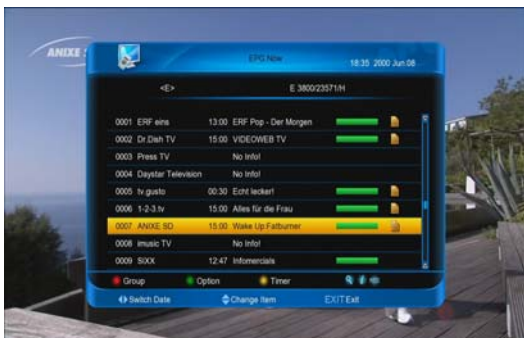 ANIXE
EPG Now
18:35 2000 Jun.08
<E>
E 3800/23571/H
0001 ERF eins 13:00 ERF Pop - Der Morgen
0002 Dr.Dish TV 15:00 VIDEOWEB TV
0003 Press TV No Info!
0004 Daystar Television No Info!
0005 tv.gusto 00:30 Echt lecker!
0006 1-2-3.tv 15:00 Alles für die Frau
0007 ANIXE SD 15:00 Wake Up:Fatburner
0008 imusic TV No Info!
0009 SIXX 12:47 Infomercials
Group Option Timer
Switch Date Change Item EXIT Exit